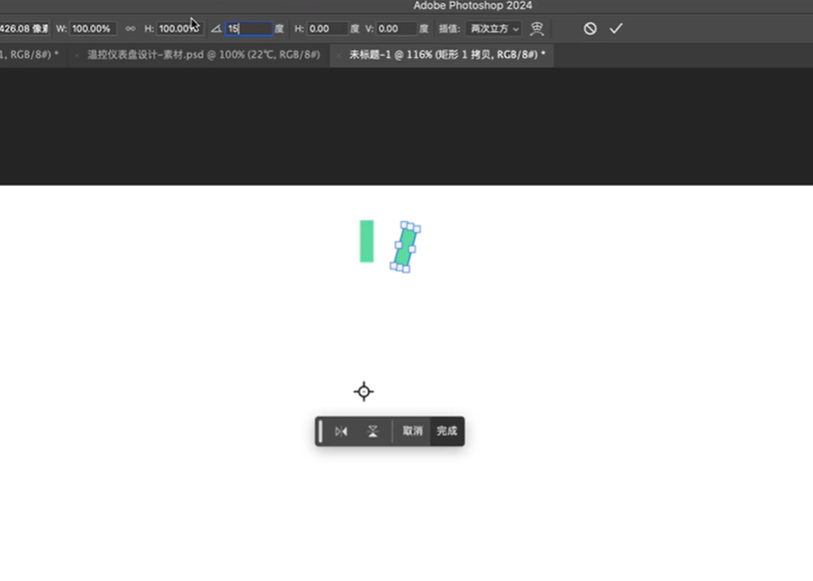 Adobe Photoshop 2024
426.08 像素 W: 100.00% H: 100.00% 15 度 H: 0.00 度 V: 0.00 度 插值: 两次立方
1, RGB/8#) * × 温控仪表盘设计-素材.psd @ 100% (22℃, RGB/8#) × 未标题-1 @ 116% (矩形 1 拷贝, RGB/8#) *
取消 完成